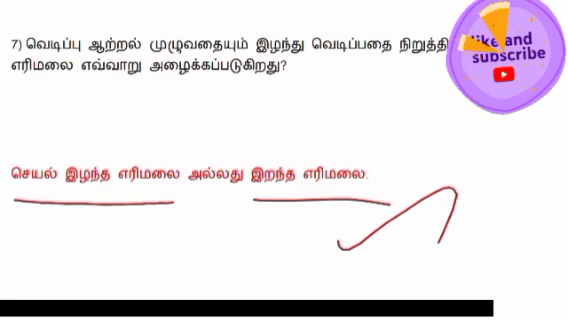 7) வெடிப்பு ஆற்றல் முழுவதையும் இழந்து வெடிப்பதை
எரிமலை எவ்வாறு அழைக்கப்படுகிறது?
like and
subscribe
செயல் இழந்த எரிமலை அல்லது இறந்த எரிமலை.